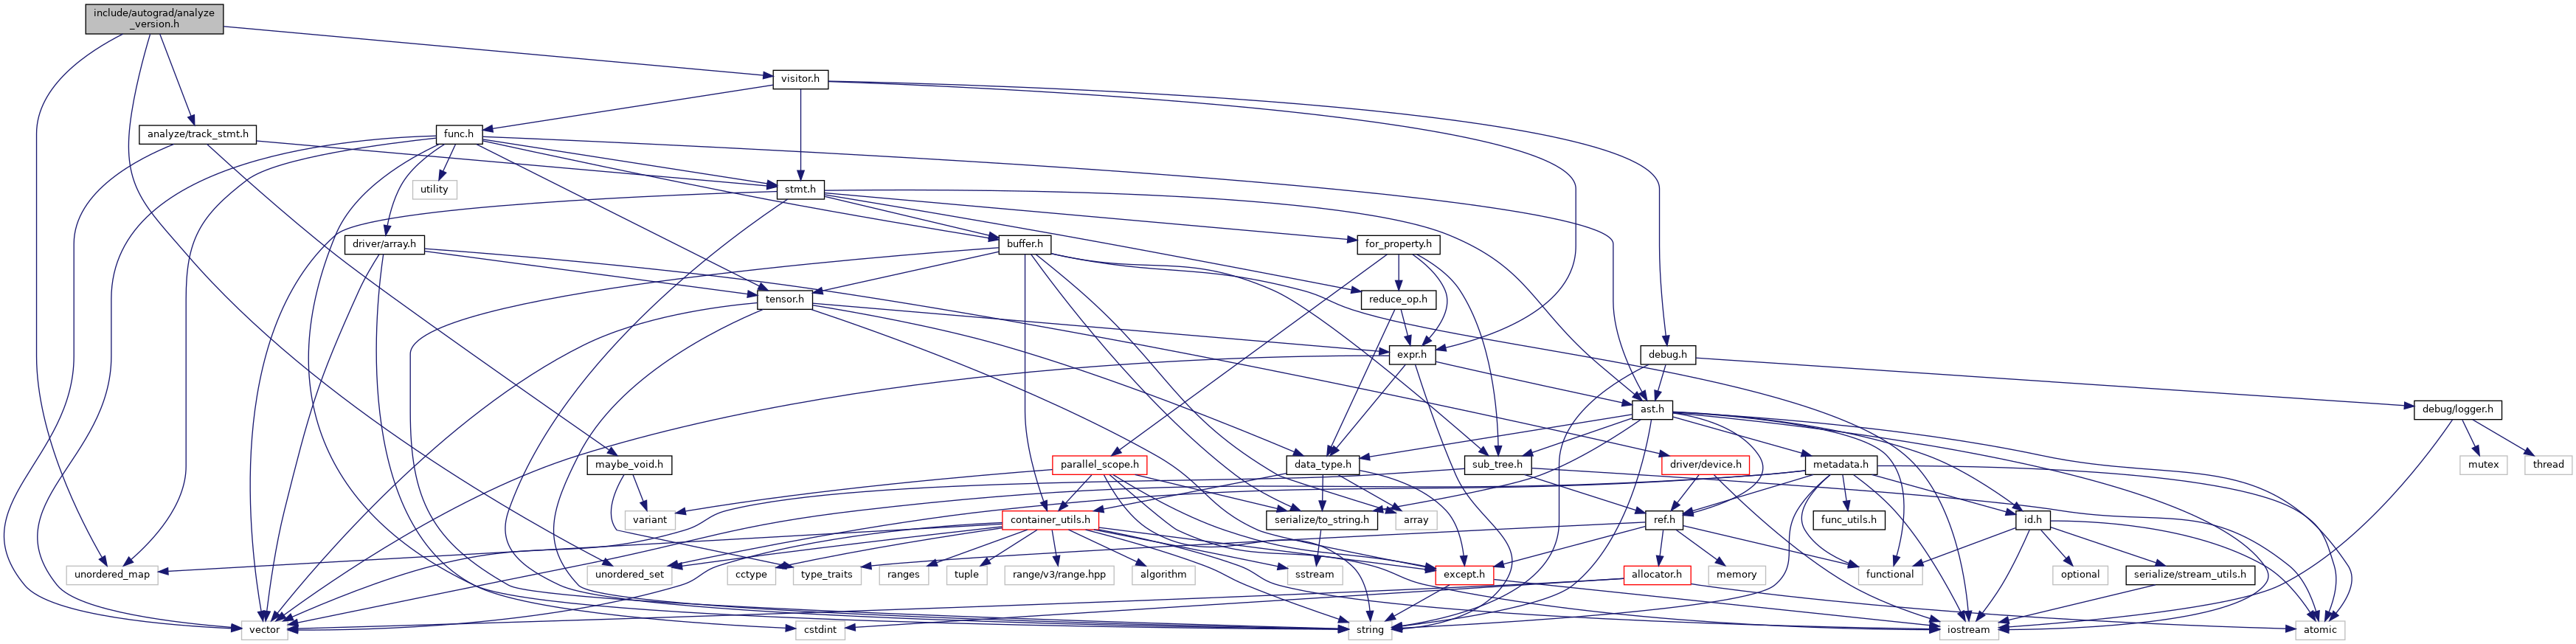 include/autograd/analyze
_version.h
visitor.h
analyze/track_stmt.h
func.h
utility
stmt.h
driver/array.h
buffer.h
for_property.h
tensor.h
reduce_op.h
expr.h
debug.h
ast.h
debug/logger.h
maybe_void.h
parallel_scope.h
data_type.h
sub_tree.h
driver/device.h
metadata.h
mutex
thread
variant
container_utils.h
serialize/to_string.h
array
ref.h
func_utils.h
id.h
unordered_map
unordered_set
cctype
type_traits
ranges
tuple
range/v3/range.hpp
algorithm
sstream
except.h
allocator.h
memory
functional
optional
serialize/stream_utils.h
vector
cstdint
string
iostream
atomic